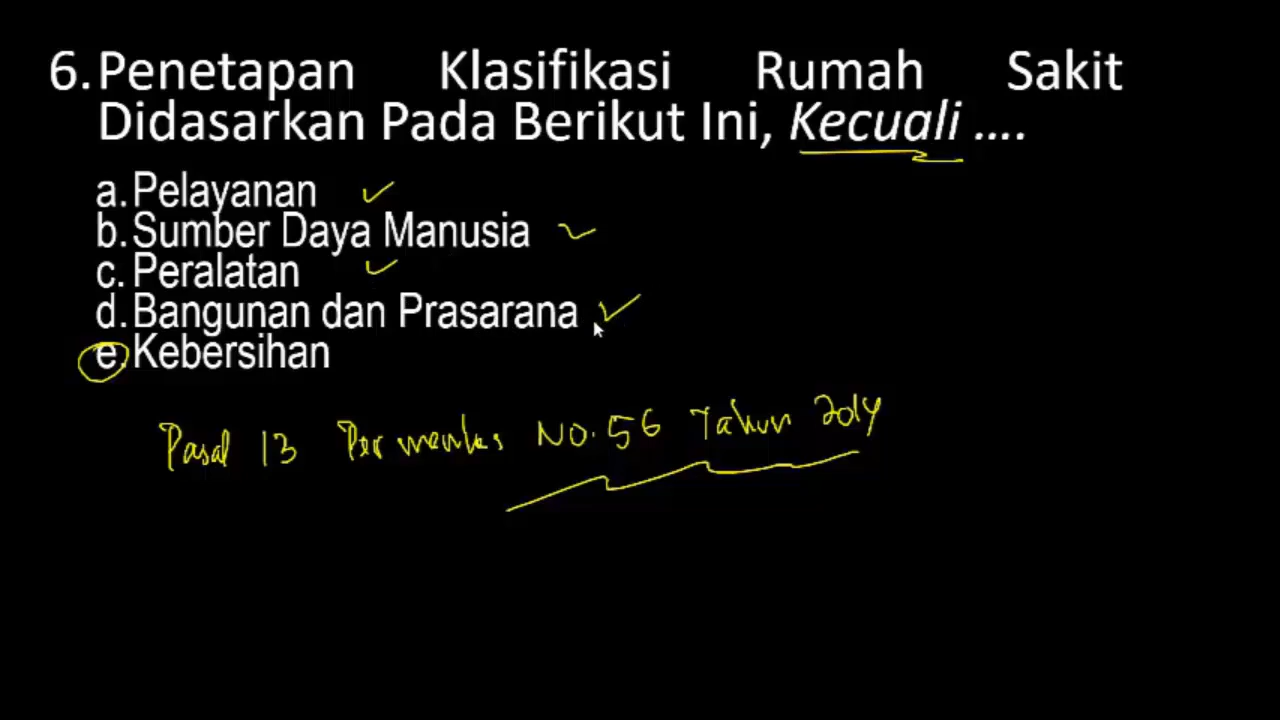 6. Penetapan Klasifikasi Rumah Sakit
Didasarkan Pada Berikut Ini, Kecuali ....
a. Pelayanan
b. Sumber Daya Manusia
c. Peralatan
d. Bangunan dan Prasarana
e. Kebersihan
Pasal 13 Permenkes No. 56 Tahun 2014